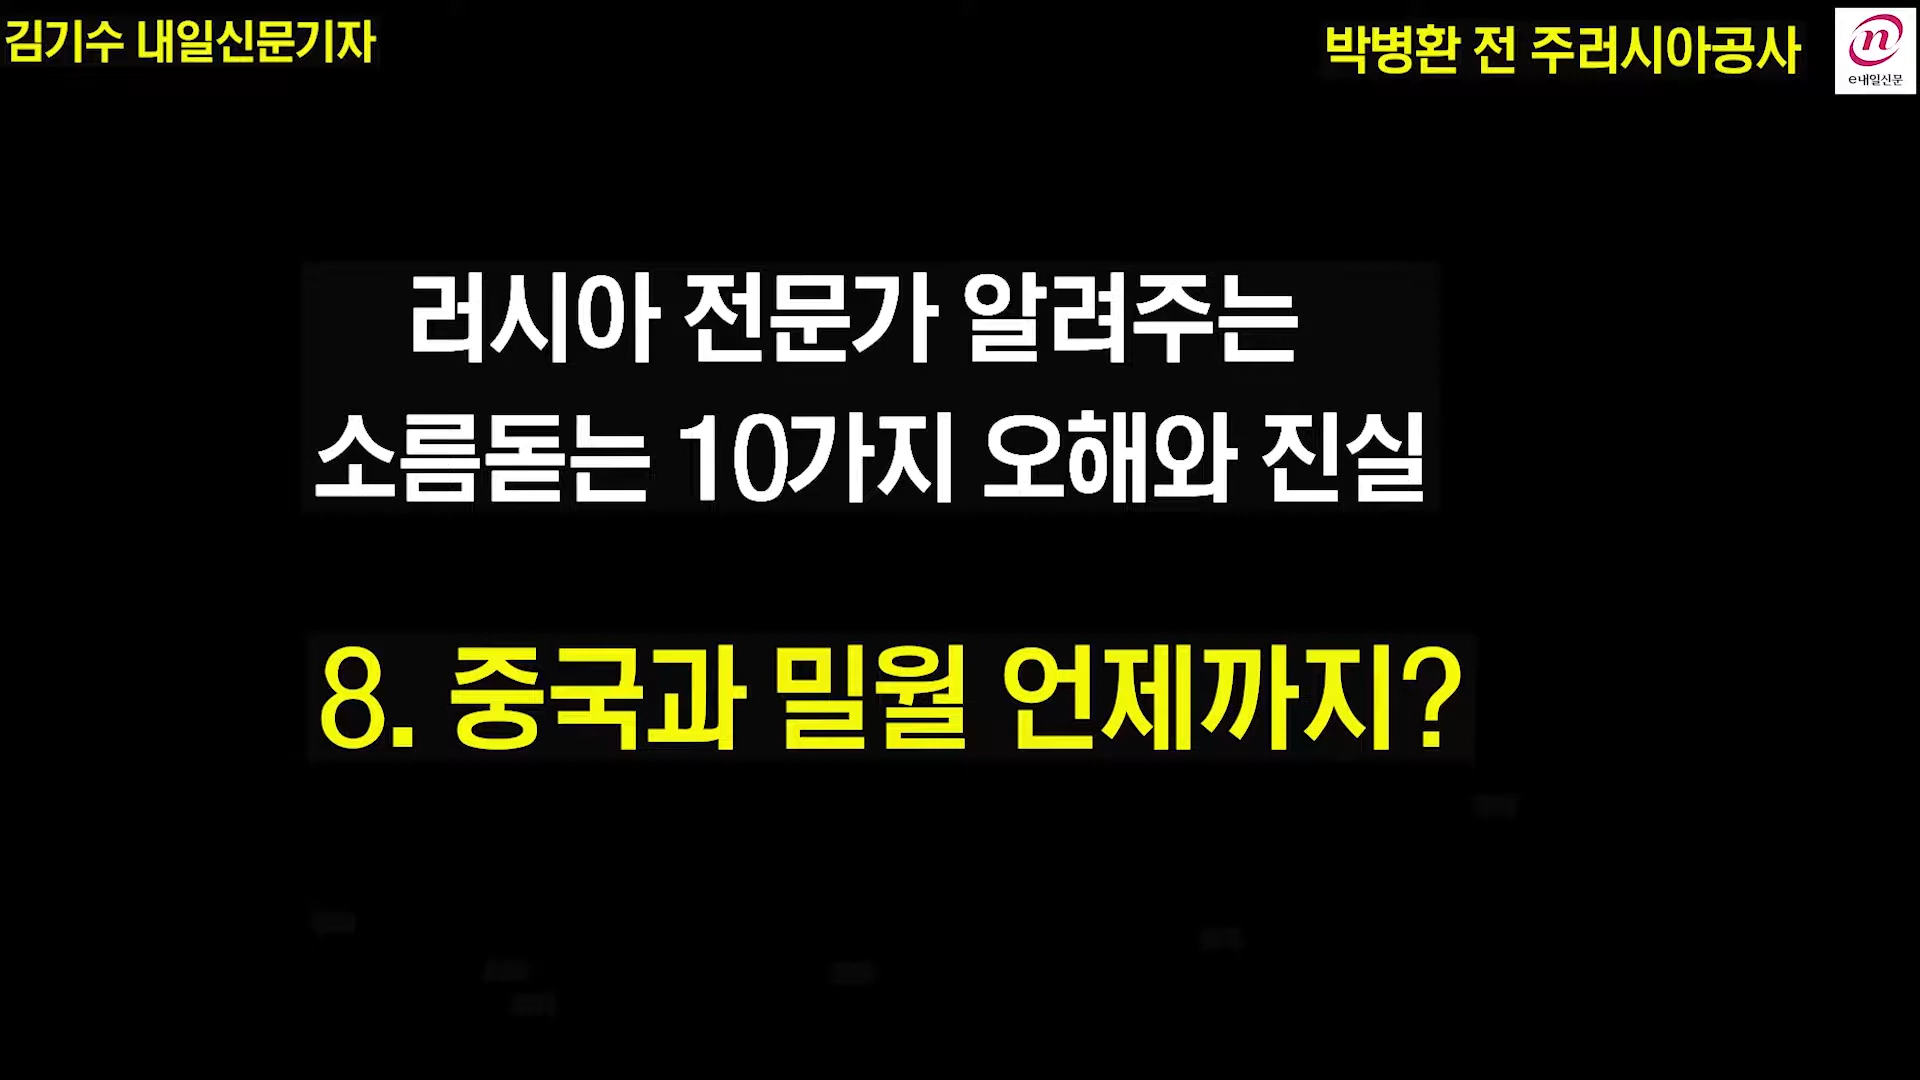 김기수 내일신문기자
박병환 전 주러시아공사
e내일신문
러시아 전문가 알려주는
소름돋는 10가지 오해와 진실
8. 중국과 밀월 언제까지?